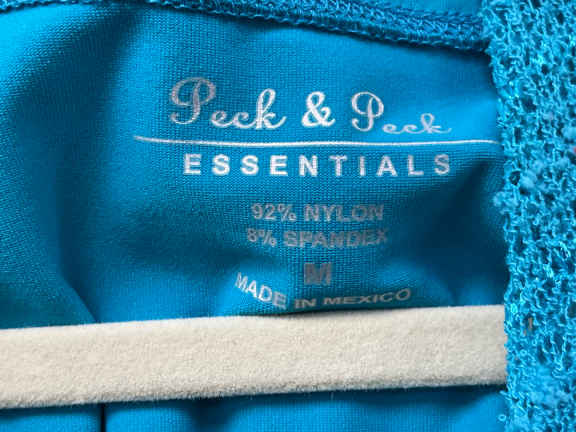 Peck & Peck
ESSENTIALS
92% NYLON
8% SPANDEX
M
MADE IN MEXICO